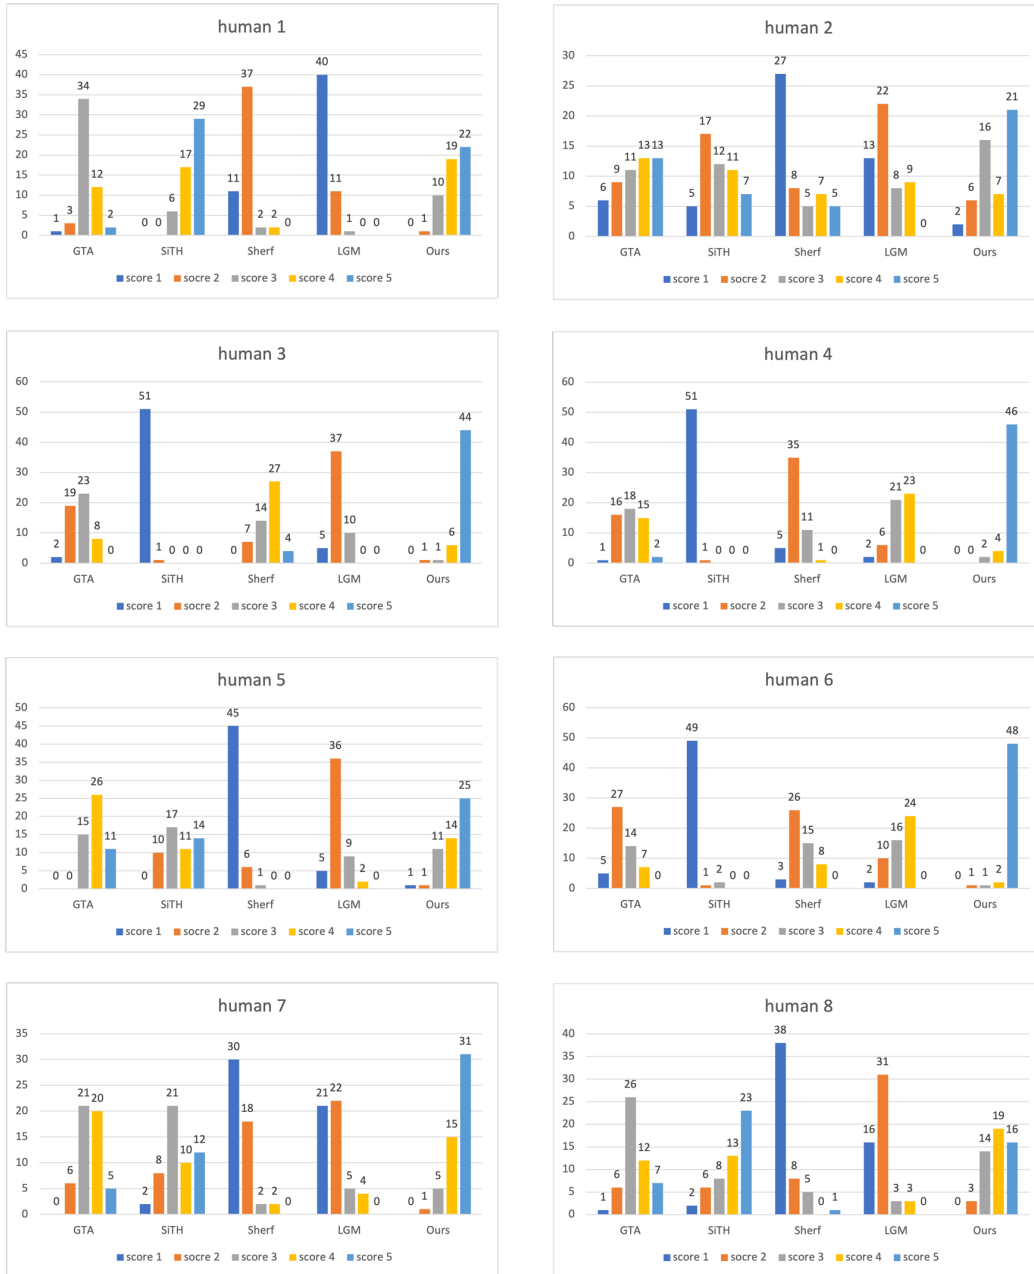 human 1
45
40
35
30
25
20
15
10
5
0
1 3 34 12 2
0 0 6 17 29
11 37 2 2 0
40 11 1 0 0
0 1 10 19 22
GTA SiTH Sherf LGM Ours
score 1 socre 2 score 3 score 4 score 5
human 2
30
25
20
15
10
5
0
6 9 11 13 13
5 17 12 11 7
27 8 5 7 5
13 22 8 9 0
2 6 16 7 21
GTA SiTH Sherf LGM Ours
score 1 socre 2 score 3 score 4 score 5
human 3
60
50
40
30
20
10
0
2 19 23 8 0
51 1 0 0 0
0 7 14 27 4
5 37 10 0 0
0 1 1 6 44
GTA SiTH Sherf LGM Ours
score 1 socre 2 score 3 score 4 score 5
human 4
60
50
40
30
20
10
0
1 16 18 15 2
51 1 0 0 0
5 35 11 1 0
2 6 21 23 0
0 0 2 4 46
GTA SiTH Sherf LGM Ours
score 1 socre 2 score 3 score 4 score 5
human 5
50
45
40
35
30
25
20
15
10
5
0
0 0 15 26 11
0 10 17 11 14
45 6 1 0 0
5 36 9 2 0
1 1 11 14 25
GTA SiTH Sherf LGM Ours
score 1 socre 2 score 3 score 4 score 5
human 6
60
50
40
30
20
10
0
5 27 14 7 0
49 1 2 0 0
3 26 15 8 0
2 10 16 24 0
0 1 1 2 48
GTA SiTH Sherf LGM Ours
score 1 socre 2 score 3 score 4 score 5
human 7
35
30
25
20
15
10
5
0
0 6 21 20 5
2 8 21 10 12
30 18 2 2 0
21 22 5 4 0
0 1 5 15 31
GTA SiTH Sherf LGM Ours
score 1 socre 2 score 3 score 4 score 5
human 8
40
35
30
25
20
15
10
5
0
1 6 26 12 7
2 6 8 13 23
38 8 5 0 1
16 31 3 3 0
0 3 14 19 16
GTA SiTH Sherf LGM Ours
score 1 socre 2 score 3 score 4 score 5